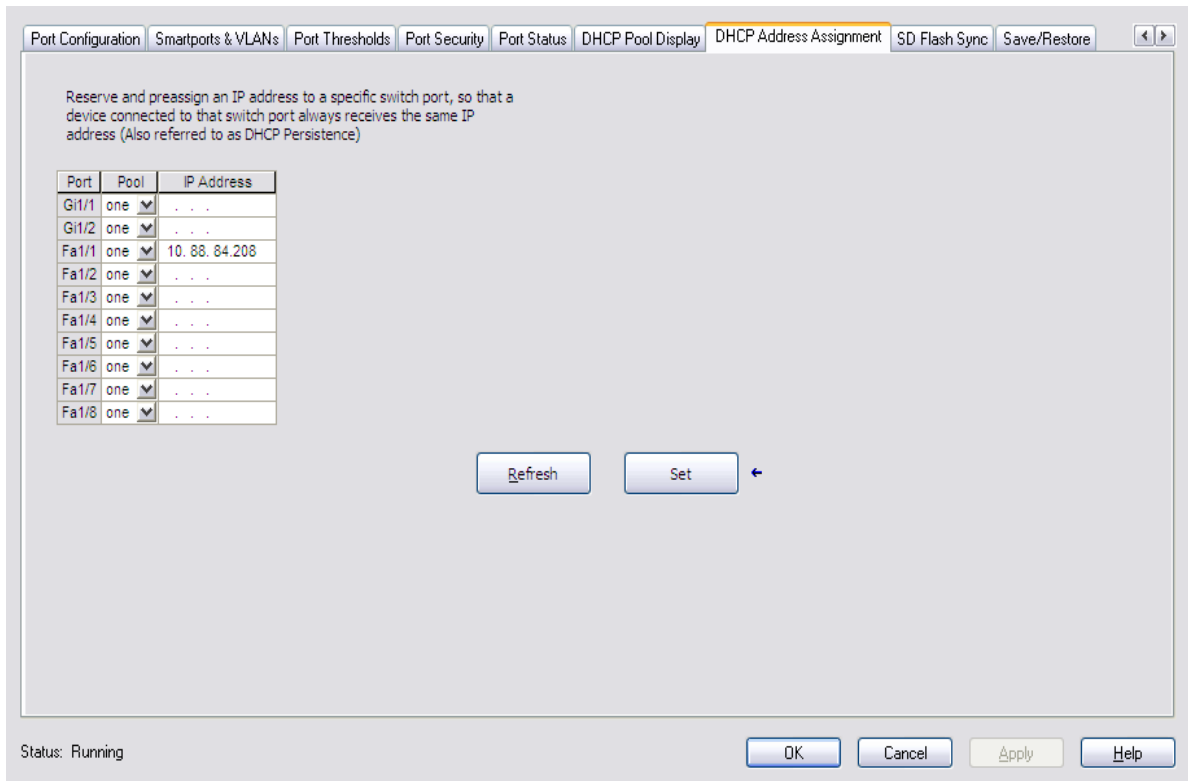 Port Configuration Smartports & VLANs Port Thresholds Port Security Port Status DHCP Pool Display DHCP Address Assignment SD Flash Sync Save/Restore
Reserve and preassign an IP address to a specific switch port, so that a
device connected to that switch port always receives the same IP
address (Also referred to as DHCP Persistence)
Port Pool IP Address
Gi1/1 one . . .
Gi1/2 one . . .
Fa1/1 one 10. 88. 84.208
Fa1/2 one . . .
Fa1/3 one . . .
Fa1/4 one . . .
Fa1/5 one . . .
Fa1/6 one . . .
Fa1/7 one . . .
Fa1/8 one . . .
Refresh Set
Status: Running OK Cancel Apply Help